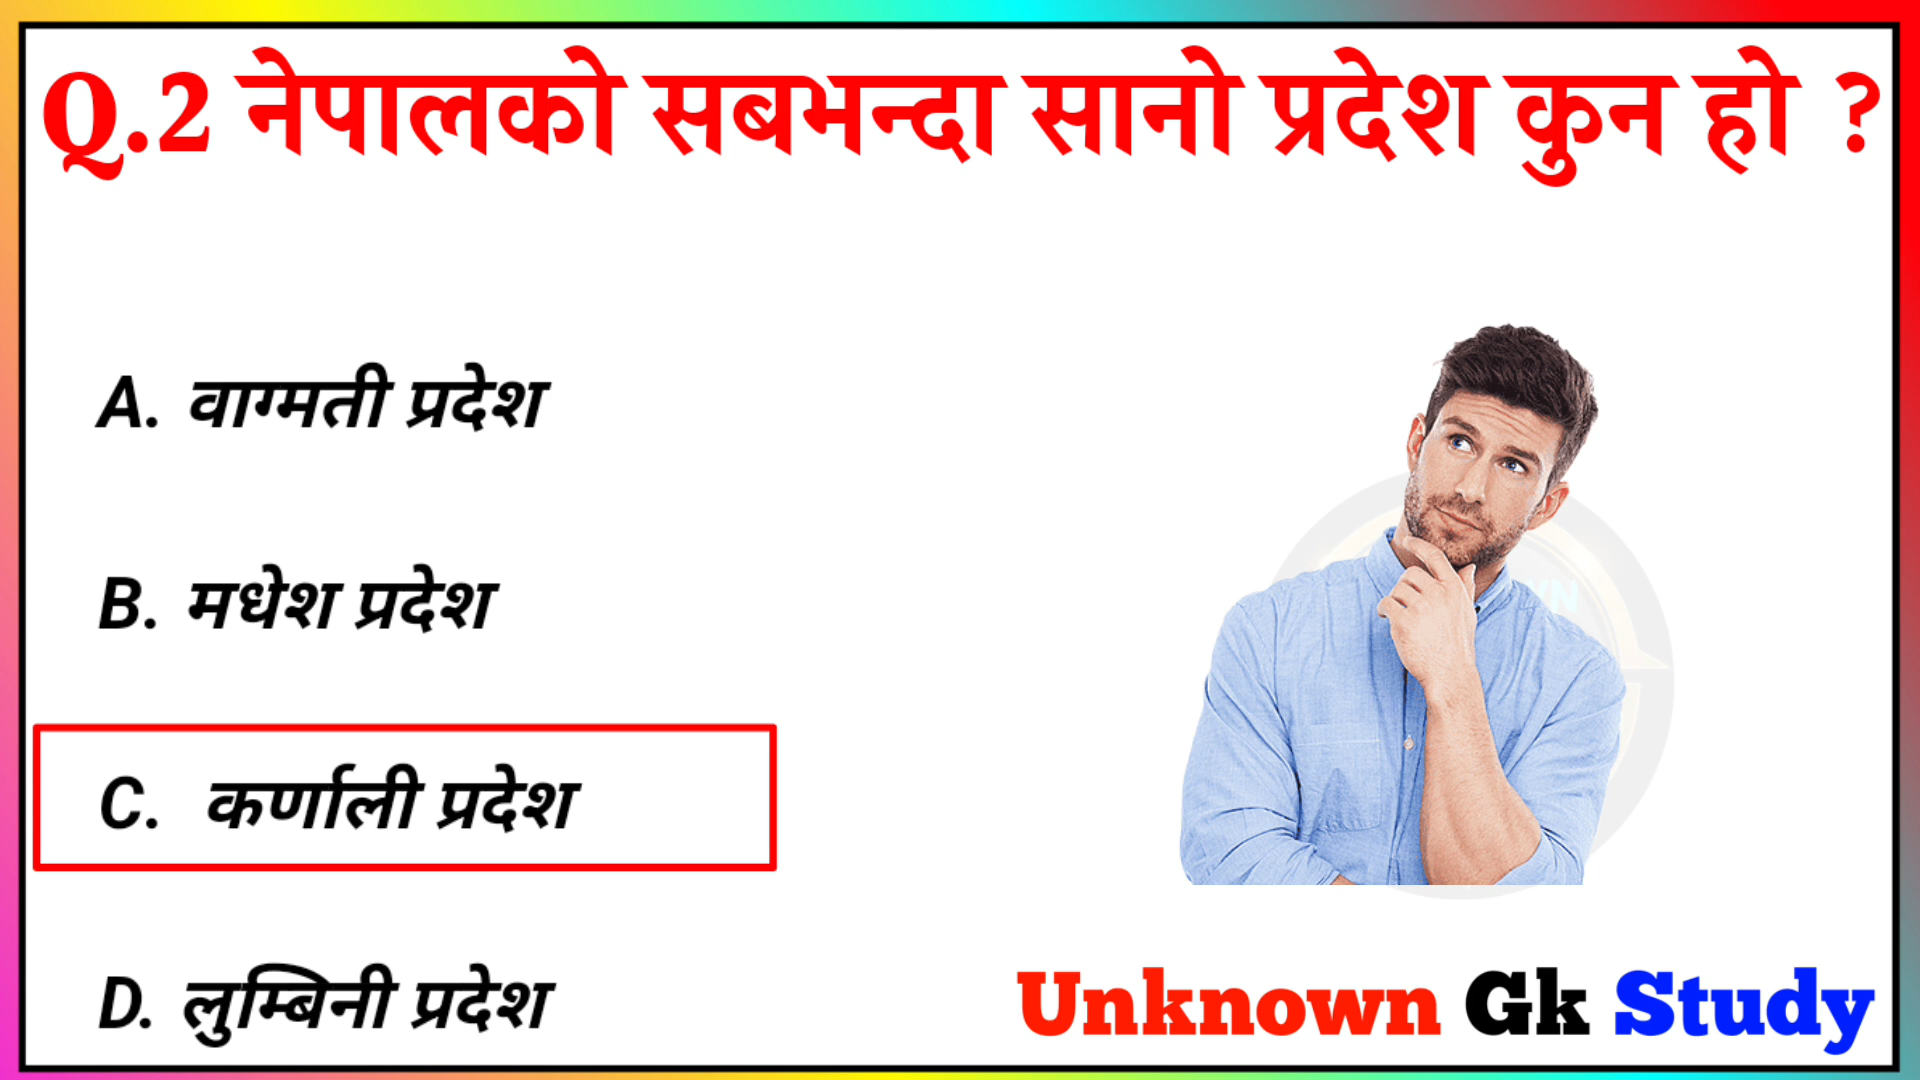 Q.2 नेपालको सबभन्दा सानो प्रदेश कुन हो ?
A. वाग्मती प्रदेश
B. मधेश प्रदेश
C. कर्णाली प्रदेश
D. लुम्बिनी प्रदेश
Unknown Gk Study